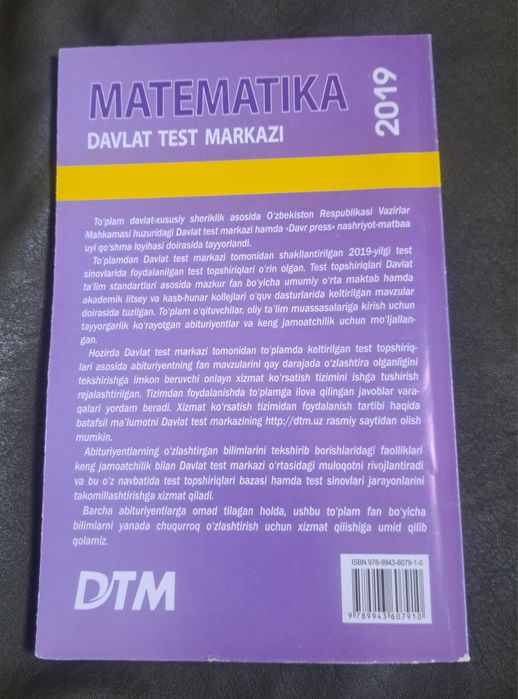 MATEMATIKA
2019
DAVLAT TEST MARKAZI
To'plam davlat-xususiy sheriklik asosida O'zbekiston Respublikasi Vazirlar
Mahkamasi huzuridagi Davlat test markazi hamda «Davr press» nashriyot-matbaa
uyi qo'shma loyihasi doirasida tayyorlandi.
To'plamdan Davlat test markazi tomonidan shakllantirilgan 2019-yilgi test
sinovlarida foydalanilgan test topshiriqlari o'rin olgan. Test topshiriqlari Davlat
ta'lim standartlari asosida mazkur fan bo'yicha umumiy o'rta maktab hamda
akademik litsey va kasb-hunar kollejlari o'quv dasturlarida keltirilgan mavzular
doirasida tuzilgan. To'plam o'qituvchilar, oliy ta'lim muassasalariga kirish uchun
tayyorgarlik ko'rayotgan abituriyentlar va keng jamoatchilik uchun mo'ljallan-
gan.
Hozirda Davlat test markazi tomonidan to'plamda keltirilgan test topshiriq-
lari asosida abituriyentning fan mavzularini qay darajada o'zlashtira olganligini
tekshirishga imkon beruvchi onlayn xizmat ko'rsatish tizimini ishga tushirish
rejalashtirilgan. Tizimdan foydalanishda to'plamga ilova qilingan javoblar vara-
qalari yordam beradi. Xizmat ko'rsatish tizimidan foydalanish tartibi haqida
batafsil ma'lumotni Davlat test markazining http://dtm.uz rasmiy saytidan olish
mumkin.
Abituriyentlarning o'zlashtirgan bilimlarini tekshirib borishlaridagi faolliklari
keng jamoatchilik bilan Davlat test markazi o'rtasidagi muloqotni rivojlantiradi
va bu o'z navbatida test topshiriqlari bazasi hamda test sinovlari jarayonlarini
takomillashtirishga xizmat qiladi.
Barcha abituriyentlarga omad tilagan holda, ushbu to'plam fan bo'yicha
bilimlarni yanada chuqurroq o'zlashtirish uchun xizmat qilishiga umid qilib
qolamiz.
DTM
ISBN 978-9943-6079-1-0
9 789943 607910